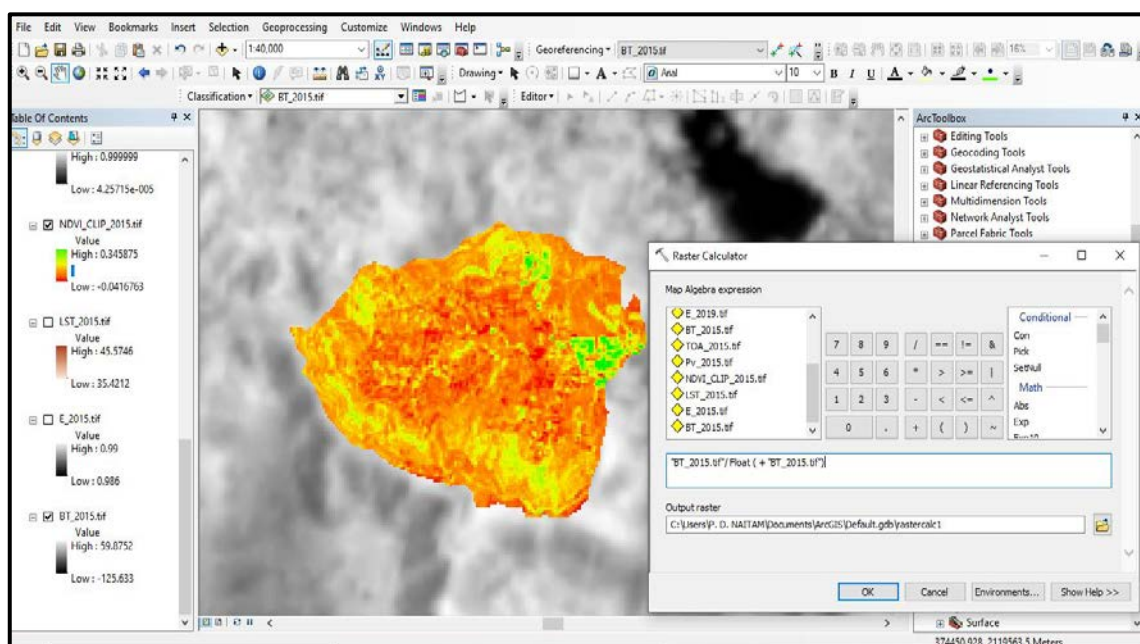 File Edit View Bookmarks Insert Selection Geoprocessing Customize Windows Help
1:40,000 Georeferencing BT_2015.tif 16%
Drawing A Arial 10 B I U A
Classification BT_2015.tif Editor
Table Of Contents
High : 0.999999
Low : 4.25715e-005
NDVI_CLIP_2015.tif
Value
High : 0.345875
Low : -0.0416763
LST_2015.tif
Value
High : 45.5746
Low : 35.4212
E_2015.tif
Value
High : 0.99
Low : 0.986
BT_2015.tif
Value
High : 59.8752
Low : -125.633
ArcToolbox
Editing Tools
Geocoding Tools
Geostatistical Analyst Tools
Linear Referencing Tools
Multidimension Tools
Network Analyst Tools
Parcel Fabric Tools
Raster Calculator
Map Algebra expression
E_2019.tif
BT_2015.tif
TOA_2015.tif
Pv_2015.tif
NDVI_CLIP_2015.tif
LST_2015.tif
E_2015.tif
BT_2015.tif
7 8 9 / == != &
4 5 6 * > >= |
1 2 3 - < <= ^
0 . + ( ) ~
Conditional
Con
Pick
SetNull
Math
Abs
Exp
Exp10
"BT_2015.tif"/ Float ( + "BT_2015.tif")
Output raster
C:\Users\P. D. NAITAM\Documents\ArcGIS\Default.gdb\rastercalc1
OK Cancel Environments... Show Help >>
Surface
374450.928 2119563.5 Meters